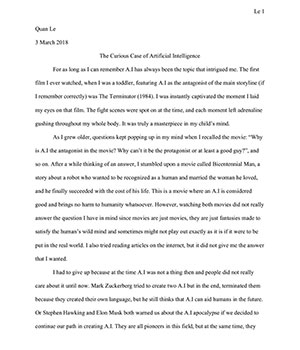 Le 1
Quan Le
3 March 2018
The Curious Case of Artificial Intelligence
For as long as I can remember A.I has always been the topic that intrigued me. The first
film I ever watched, when I was a toddler, featuring A.I as the antagonist of the main storyline (if
I remember correctly) was The Terminator (1984). I was instantly captivated the moment I laid
my eyes on that film. The fight scenes were spot-on at the time, and each moment left adrenaline
gushing throughout my whole body. It was truly a masterpiece in my child's mind.
As I grew older, questions kept popping up in my mind when I recalled the movie: "Why
is A.I the antagonist in the movie? Why can't it be the protagonist or at least a good guy?", and
so on. After a while thinking of an answer, I stumbled upon a movie called Bicentennial Man, a
story about a robot who wanted to be recognized as a human and married the woman he loved,
and he finally succeeded with the cost of his life. This is a movie where an A.I is considered
good and brings no harm to humanity whatsoever. However, watching both movies did not really
answer the question I have in mind since movies are just movies, they are just fantasies made to
satisfy the human's wild mind and sometimes might not play out exactly as it is if it were to be
put in the real world. I also tried reading articles on the internet, but it did not give me the answer
that I wanted.
I had to give up because at the time A.I was not a thing then and people did not really
care about it until now. Mark Zuckerberg tried to create two A.I but in the end, terminated them
because they created their own language, but he still thinks that A.I can aid humans in the future.
Or Stephen Hawking and Elon Musk both warned us about the A.I apocalypse if we decided to
continue our path in creating A.I. They are all pioneers in this field, but at the same time, they